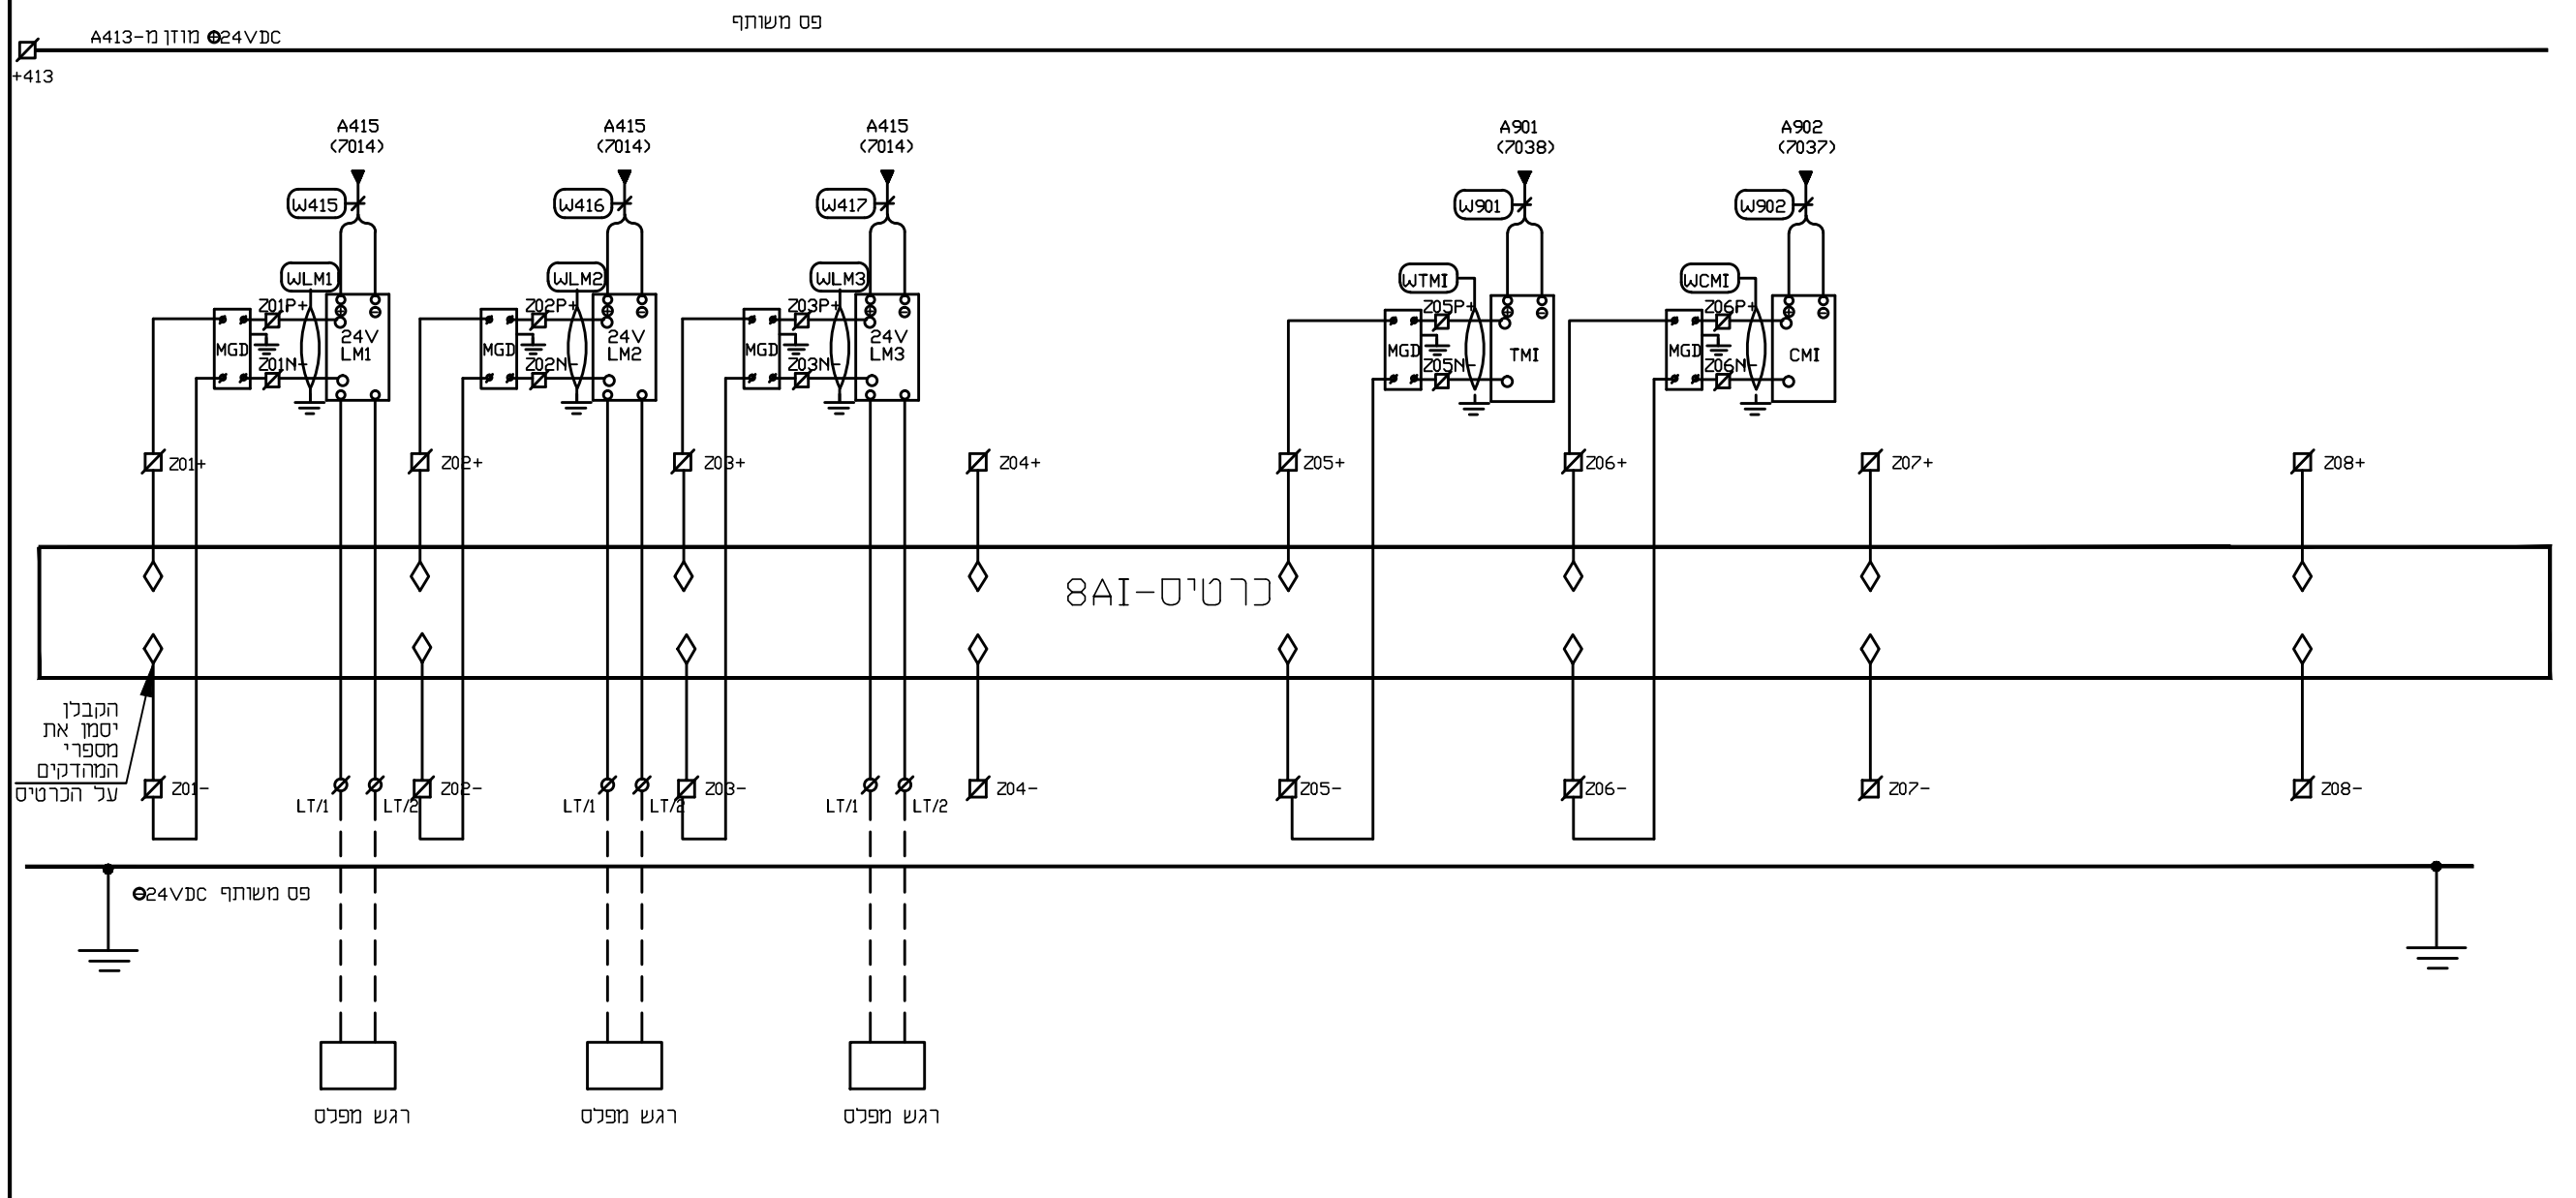 פס משותף
A413-מוזן מ ⊕24VDC
+413
A415
(7014)
A415
(7014)
A415
(7014)
A901
(7038)
A902
(7037)
W415
W416
W417
W901
W902
WLM1
WLM2
WLM3
WTMI
WCMI
Z01P+
Z02P+
Z03P+
Z05P+
Z06P+
MGD
MGD
MGD
MGD
MGD
24V
LM1
24V
LM2
24V
LM3
TMI
CMI
Z01N-
Z02N-
Z03N-
Z05N-
Z06N-
Z01+
Z02+
Z03+
Z04+
Z05+
Z06+
Z07+
Z08+
כרטיס-8AI
הקבלן
יסמן את
מספרי
המהדקים
על הכרטיס
Z01-
Z02-
Z03-
Z04-
Z05-
Z06-
Z07-
Z08-
LT/1
LT/2
LT/1
LT/2
LT/1
LT/2
פס משותף ⊖24VDC
רגש מפלס
רגש מפלס
רגש מפלס